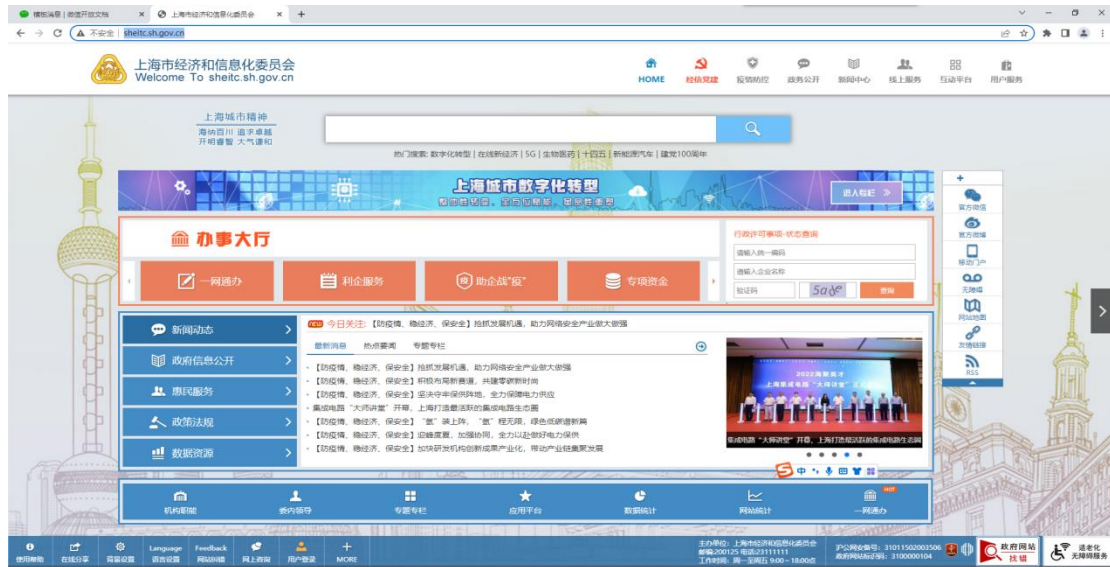 模板消息 | 微信开放文档
上海市经济和信息化委员会
不安全 | sheitc.sh.gov.cn
上海市经济和信息化委员会
Welcome To sheitc.sh.gov.cn
HOME
经信党建
疫情防控
政务公开
新闻中心
线上服务
互动平台
用户服务
上海城市精神
海纳百川 追求卓越
开明睿智 大气谦和
热门搜索: 数字化转型 | 在线新经济 | 5G | 生物医药 | 十四五 | 新能源汽车 | 建党100周年
上海城市数字化转型
整体性转变、全方位赋能、革命性重塑
进入专栏
官方微信
官方微博
移动门户
无障碍
网站地图
友情链接
RSS
办事大厅
一网通办
利企服务
助企战"疫"
专项资金
行政许可事项-状态查询
请输入统一编码
请输入企业名称
验证码
查询
新闻动态
政府信息公开
惠民服务
政策法规
数据资源
NEW 今日关注: 【防疫情、稳经济、保安全】抢抓发展机遇,助力网络安全产业做大做强
最新消息 热点要闻 专题专栏
【防疫情、稳经济、保安全】抢抓发展机遇,助力网络安全产业做大做强
【防疫情、稳经济、保安全】积极布局新赛道,共建零碳新时尚
【防疫情、稳经济、保安全】坚决守牢保供阵地,全力保障电力供应
集成电路"大师讲堂"开幕,上海打造最活跃的集成电路生态圈
【防疫情、稳经济、保安全】"氢"装上阵,"氢"程无限,绿色低碳谱新篇
【防疫情、稳经济、保安全】迎峰度夏,加强协同,全力以赴做好电力保供
【防疫情、稳经济、保安全】加快研发机构创新成果产业化,带动产业链集聚发展
2022海聚英才
集成电路"大师讲堂"开幕,上海打造最活跃的集成电路生态圈
中
机构职能
委内领导
专题专栏
应用平台
数据统计
网站统计
一网通办
HOT
使用帮助
在线分享
背景设置
Language
语言设置
Feedback
网站纠错
网上咨询
用户登录
MORE
主办单位: 上海市经济和信息化委员会
邮编:200125 电话:23111111
工作时间: 周一至周五 9:00－18:00点
沪公网安备号: 31011502003506
政府网站标识码: 3100000104
政府网站
找错
适老化
无障碍服务